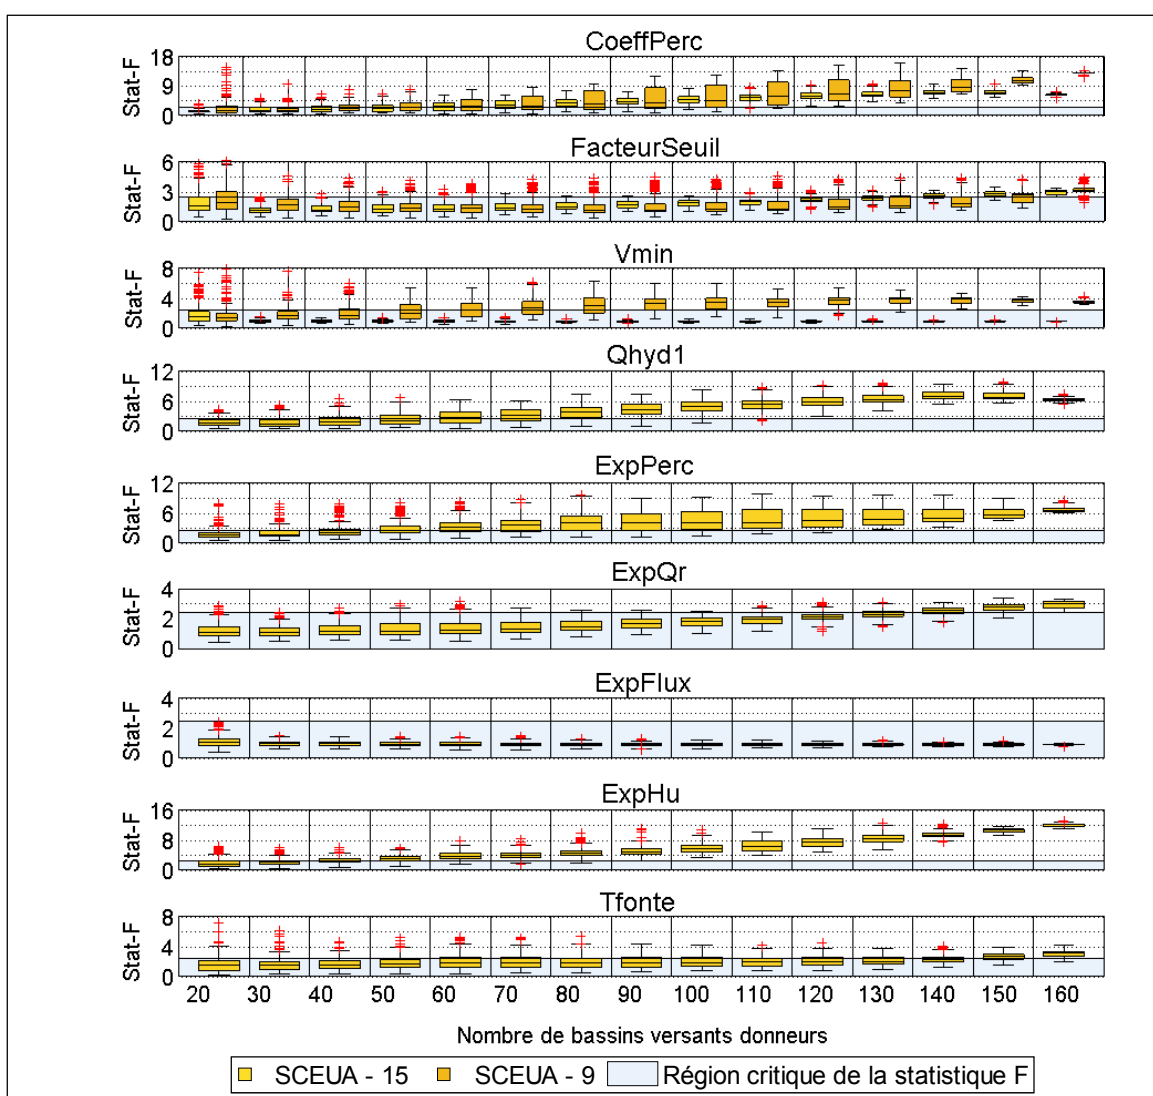 CoeffPerc
Stat-F
18
9
0
FacteurSeuil
Stat-F
6
3
0
Vmin
Stat-F
8
4
0
Qhyd1
Stat-F
12
6
0
ExpPerc
Stat-F
12
6
0
ExpQr
Stat-F
4
2
0
ExpFlux
Stat-F
4
2
0
ExpHu
Stat-F
16
8
0
Tfonte
Stat-F
8
4
0
20 30 40 50 60 70 80 90 100 110 120 130 140 150 160
Nombre de bassins versants donneurs
SCEUA - 15 SCEUA - 9 Région critique de la statistique F